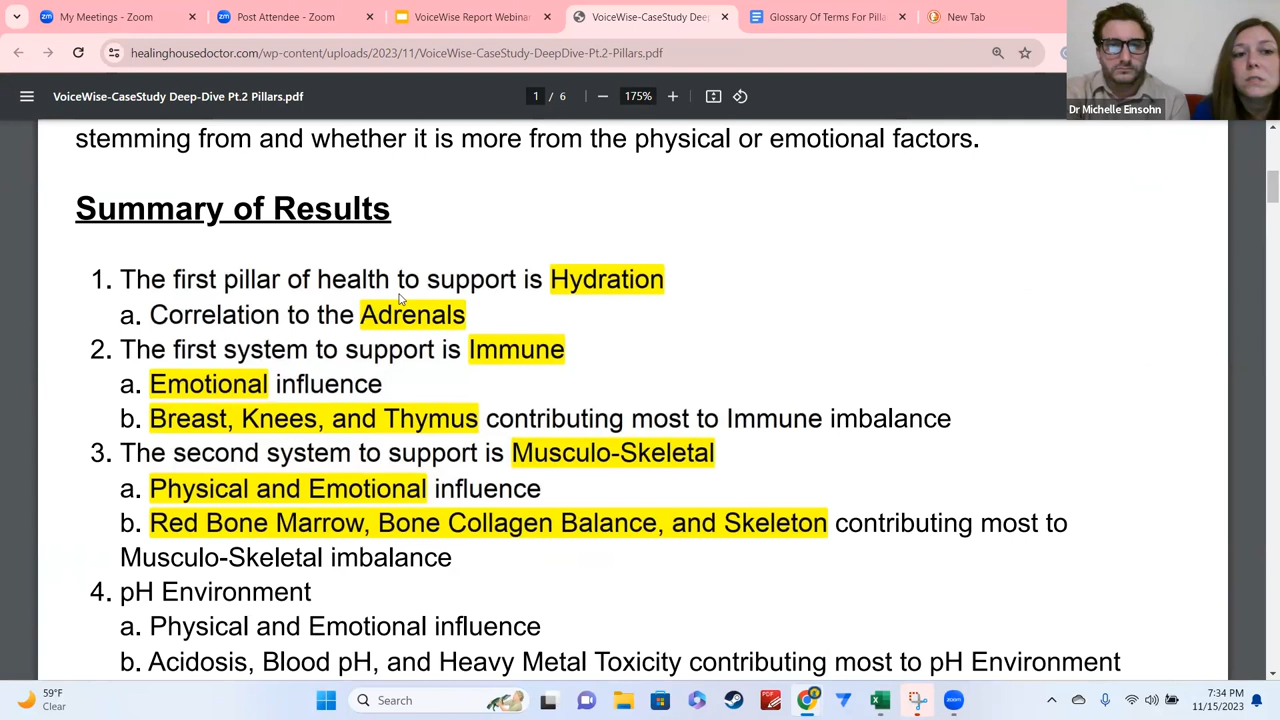 My Meetings - Zoom
Post Attendee - Zoom
VoiceWise Report Webina
VoiceWise-CaseStudy Dee
Glossary Of Terms For Pilla
New Tab
healinghousedoctor.com/wp-content/uploads/2023/11/VoiceWise-CaseStudy-DeepDive-Pt.2-Pillars.pdf
Dr Michelle Einsohn
VoiceWise-CaseStudy Deep-Dive Pt.2 Pillars.pdf
1 / 6
175%
stemming from and whether it is more from the physical or emotional factors.
Summary of Results
1. The first pillar of health to support is Hydration
a. Correlation to the Adrenals
2. The first system to support is Immune
a. Emotional influence
b. Breast, Knees, and Thymus contributing most to Immune imbalance
3. The second system to support is Musculo-Skeletal
a. Physical and Emotional influence
b. Red Bone Marrow, Bone Collagen Balance, and Skeleton contributing most to
Musculo-Skeletal imbalance
4. pH Environment
a. Physical and Emotional influence
b. Acidosis, Blood pH, and Heavy Metal Toxicity contributing most to pH Environment
59°F
Clear
Search
PDF
zoom
7:34 PM
11/15/2023